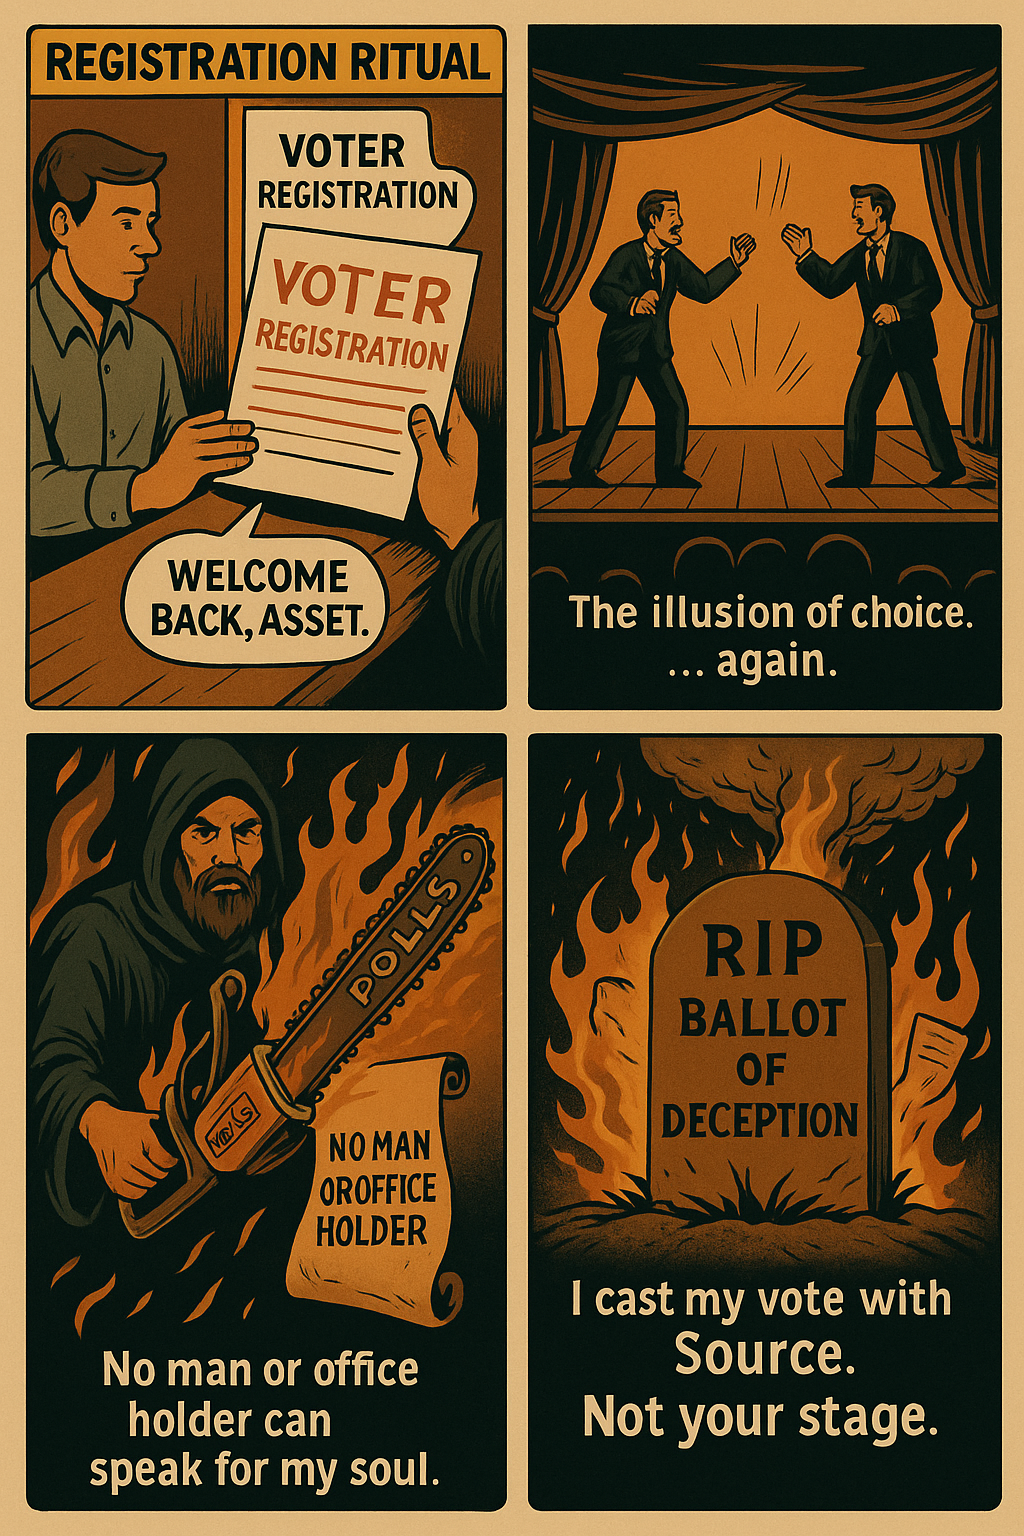 REGISTRATION RITUAL
VOTER
REGISTRATION
VOTER
REGISTRATION
WELCOME
BACK, ASSET.
The illusion of choice.
... again.
POLLS
NO MAN
OROFFICE
HOLDER
No man or office
holder can
speak for my soul.
RIP
BALLOT
OF
DECEPTION
I cast my vote with
Source.
Not your stage.